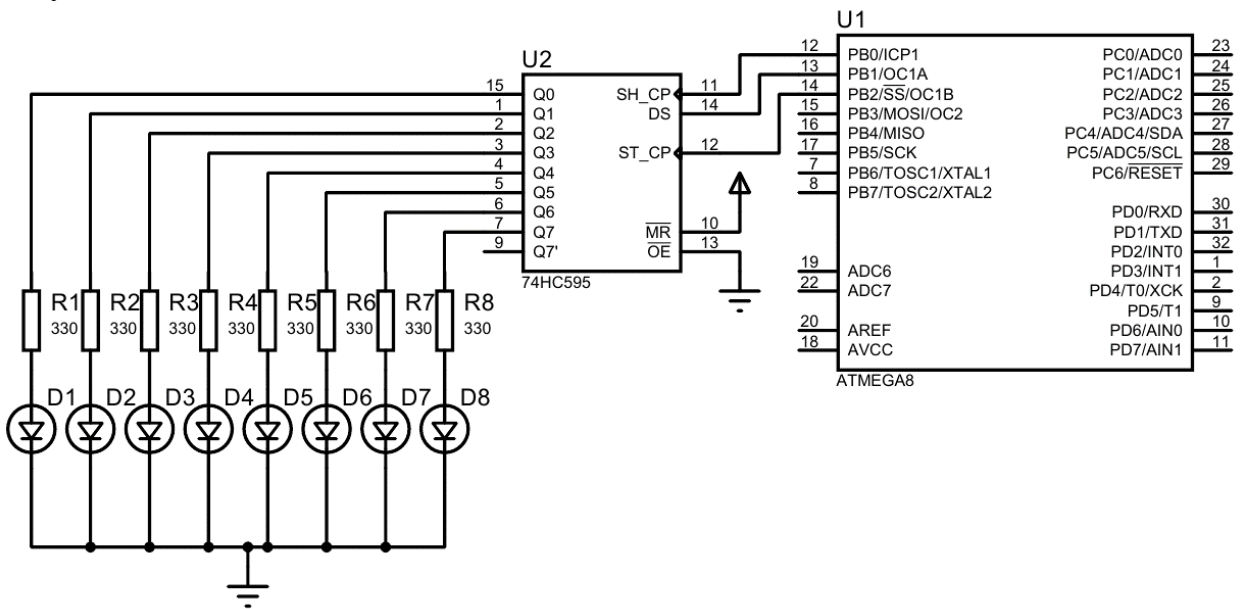 U1
12 PB0/ICP1 PC0/ADC0 23
13 PB1/OC1A PC1/ADC1 24
14 PB2/SS/OC1B PC2/ADC2 25
15 PB3/MOSI/OC2 PC3/ADC3 26
16 PB4/MISO PC4/ADC4/SDA 27
17 PB5/SCK PC5/ADC5/SCL 28
7 PB6/TOSC1/XTAL1 PC6/RESET 29
8 PB7/TOSC2/XTAL2
PD0/RXD 30
PD1/TXD 31
PD2/INT0 32
19 ADC6 PD3/INT1 1
22 ADC7 PD4/T0/XCK 2
PD5/T1 9
20 AREF PD6/AIN0 10
18 AVCC PD7/AIN1 11
ATMEGA8
U2
15 Q0 SH_CP 11
1 Q1 DS 14
2 Q2
3 Q3 ST_CP 12
4 Q4
5 Q5
6 Q6
7 Q7 MR 10
9 Q7' OE 13
74HC595
R1 R2 R3 R4 R5 R6 R7 R8
330 330 330 330 330 330 330 330
D1 D2 D3 D4 D5 D6 D7 D8